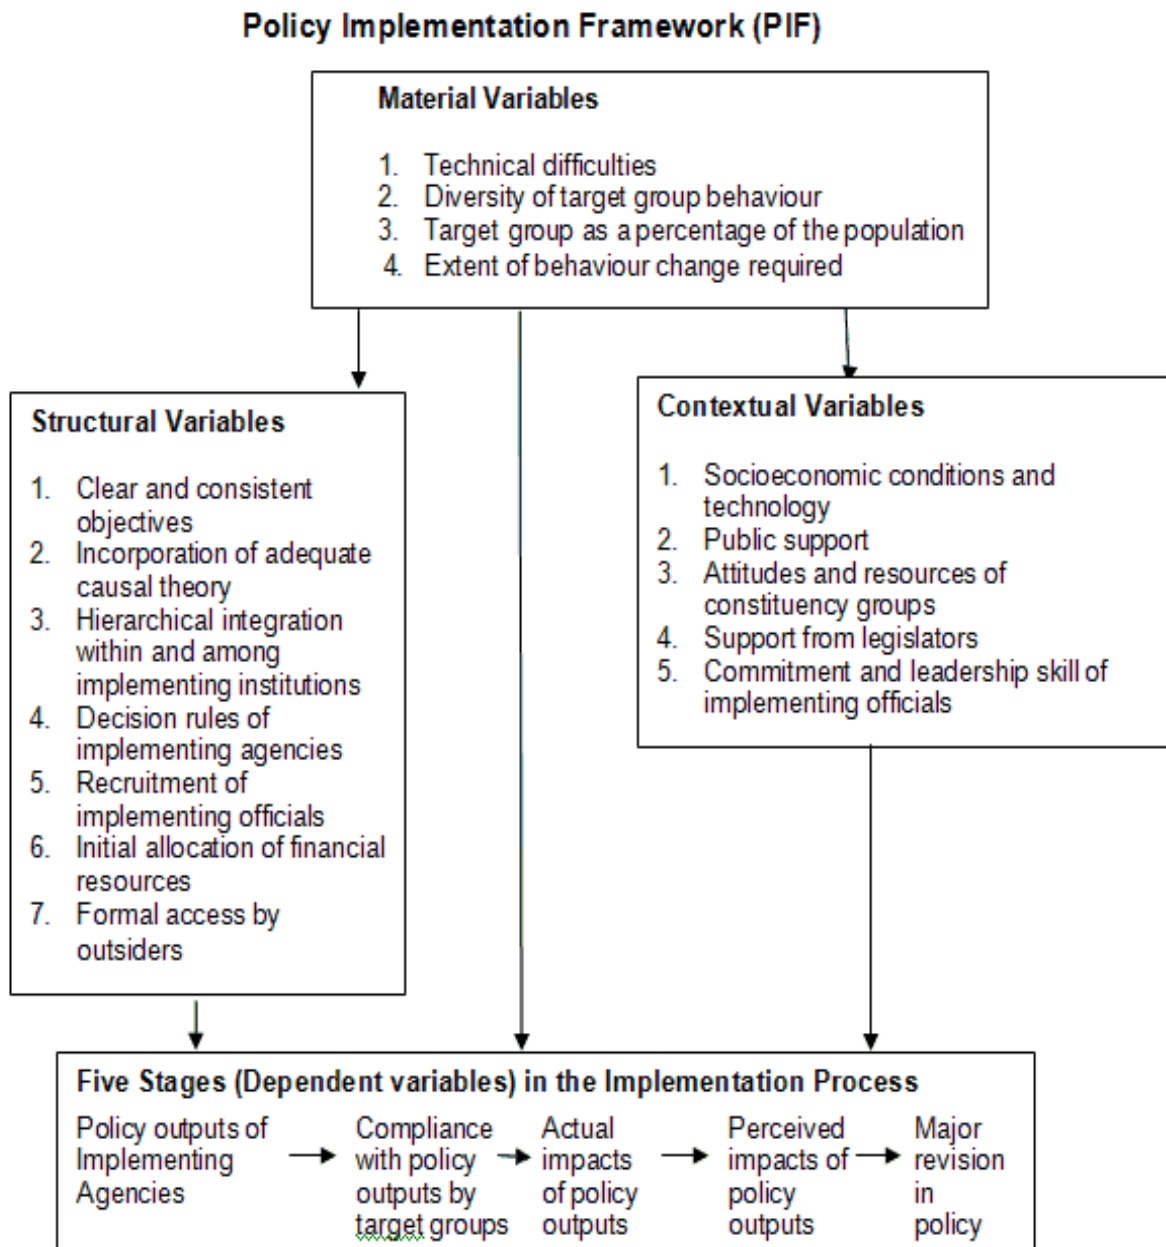 Policy Implementation Framework (PIF)
Material Variables
1. Technical difficulties
2. Diversity of target group behaviour
3. Target group as a percentage of the population
4. Extent of behaviour change required
Structural Variables
1. Clear and consistent
objectives
2. Incorporation of adequate
causal theory
3. Hierarchical integration
within and among
implementing institutions
4. Decision rules of
implementing agencies
5. Recruitment of
implementing officials
6. Initial allocation of financial
resources
7. Formal access by
outsiders
Contextual Variables
1. Socioeconomic conditions and
technology
2. Public support
3. Attitudes and resources of
constituency groups
4. Support from legislators
5. Commitment and leadership skill of
implementing officials
Five Stages (Dependent variables) in the Implementation Process
Policy outputs of
Implementing
Agencies
Compliance
with policy
outputs by
target groups
Actual
impacts
of policy
outputs
Perceived
impacts of
policy
outputs
Major
revision
in
policy